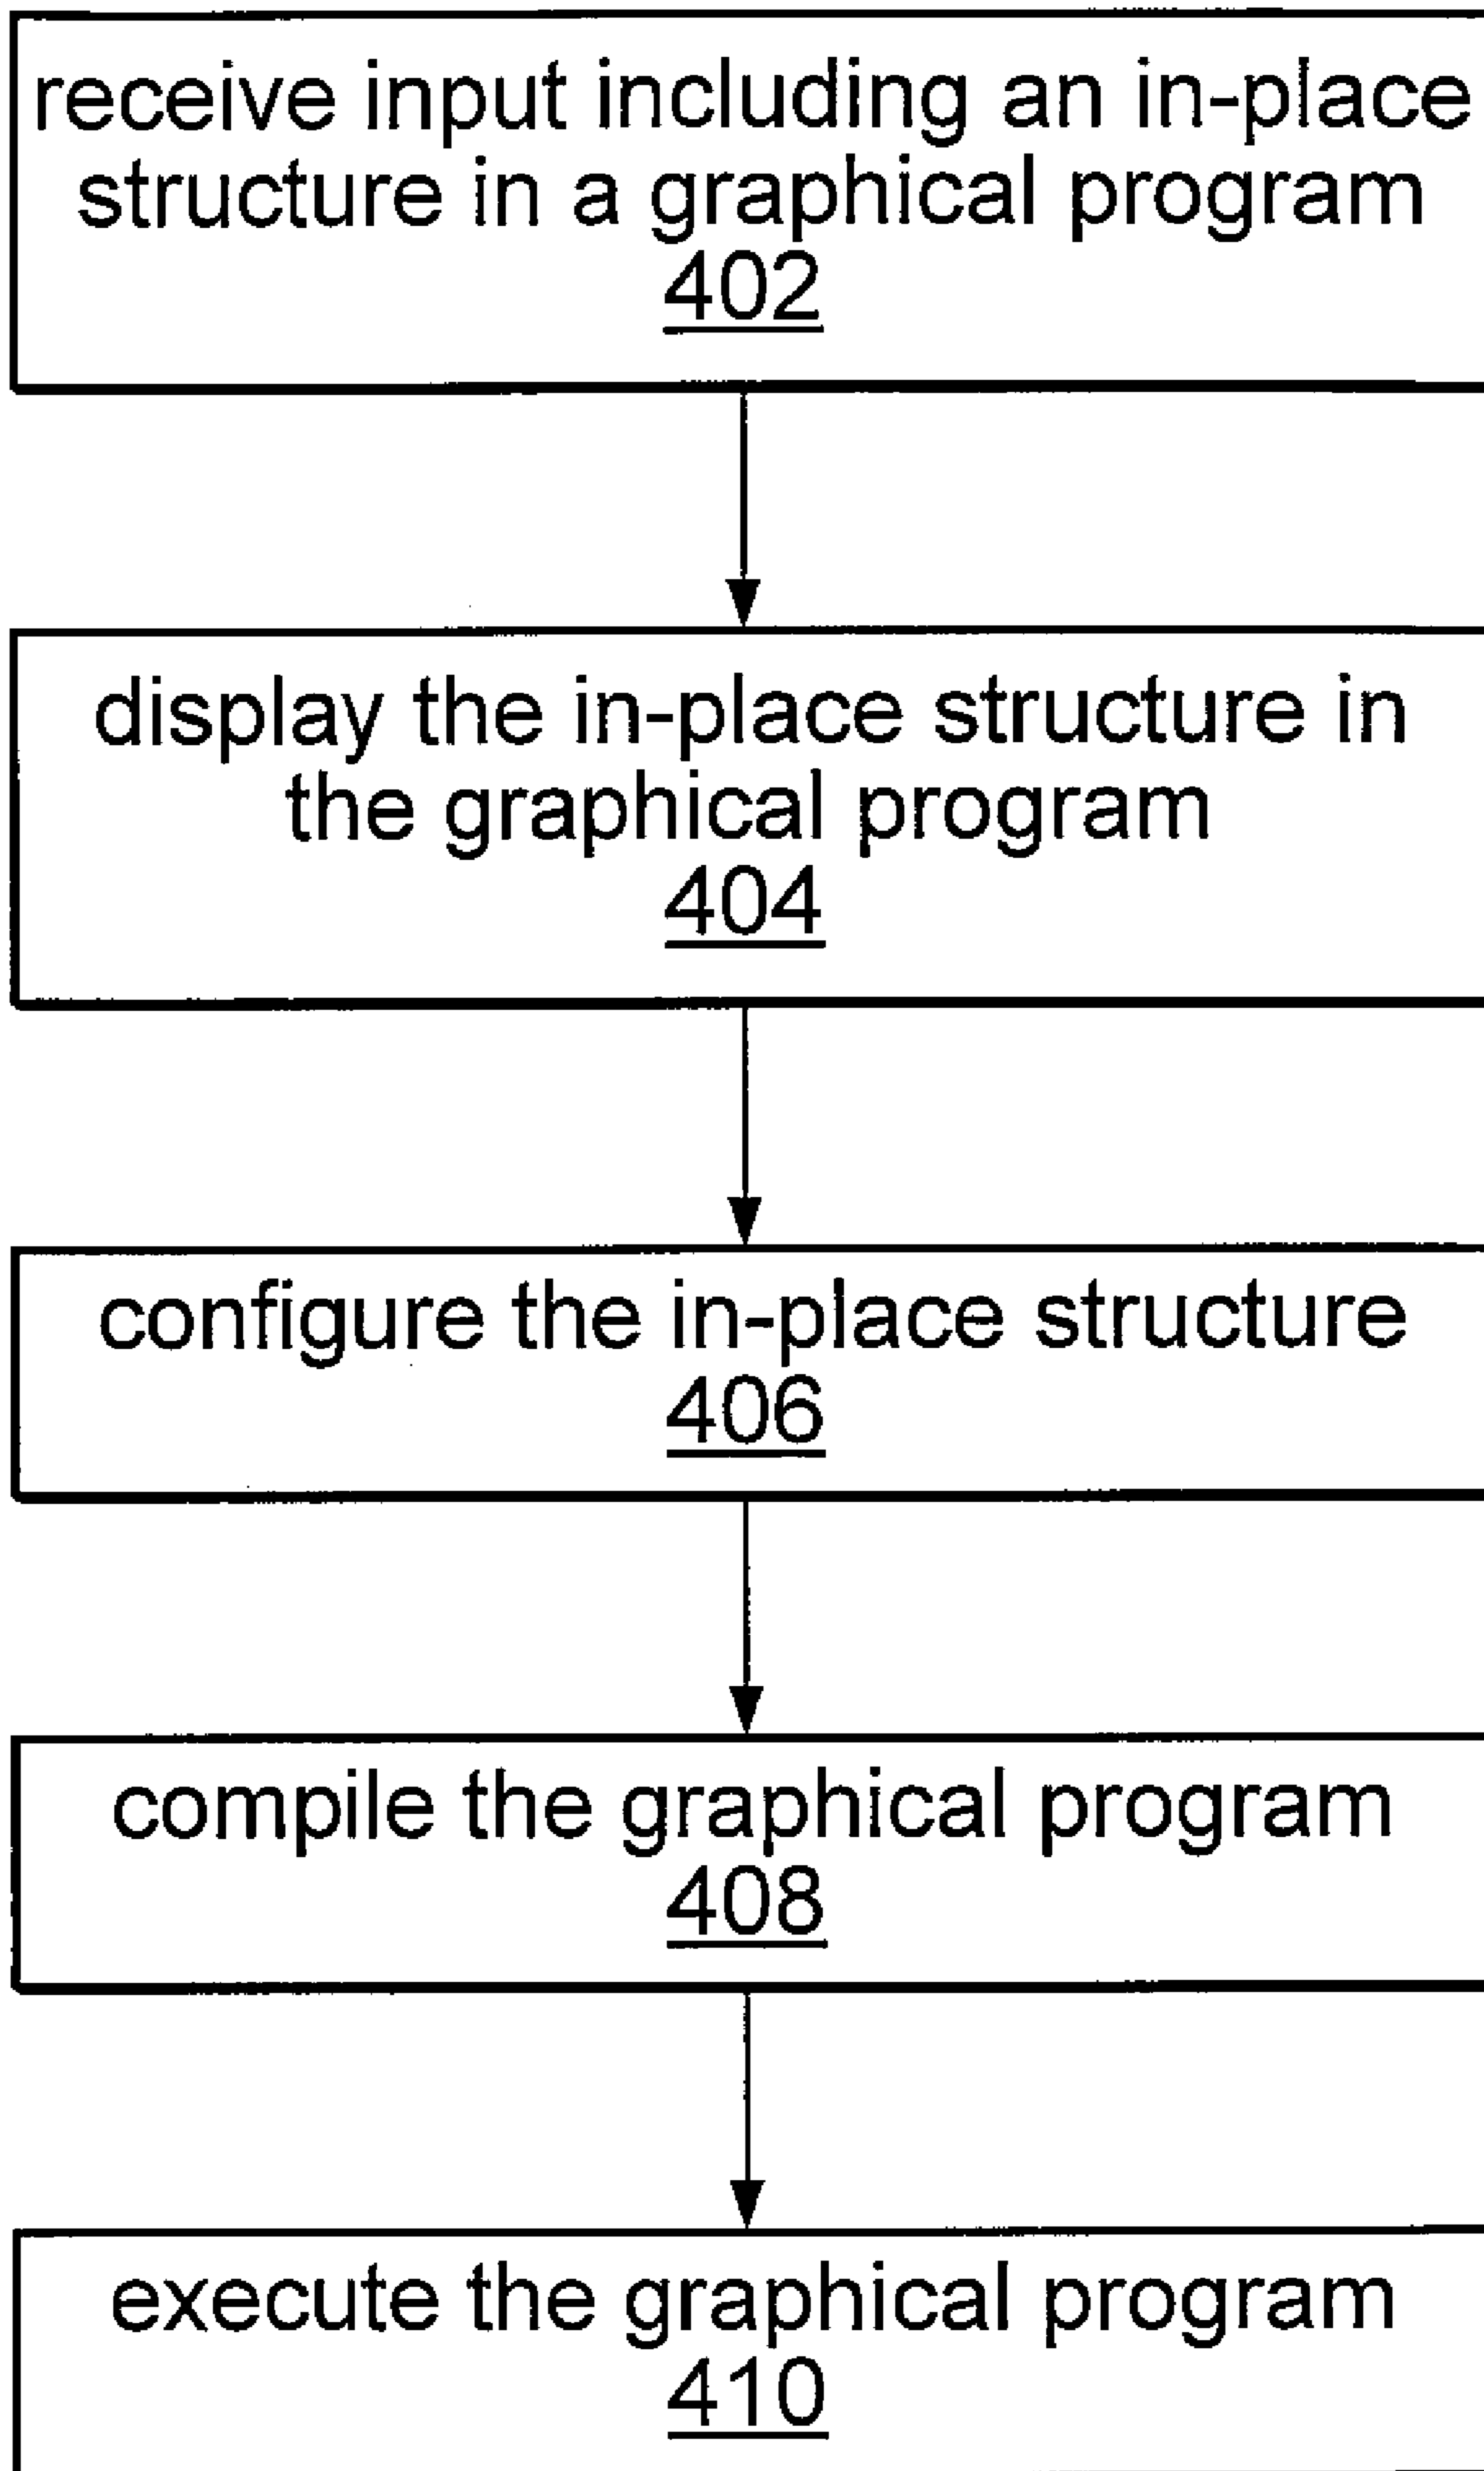 receive input including an in-place
structure in a graphical program
402
display the in-place structure in
the graphical program
404
configure the in-place structure
406
compile the graphical program
408
execute the graphical program
410